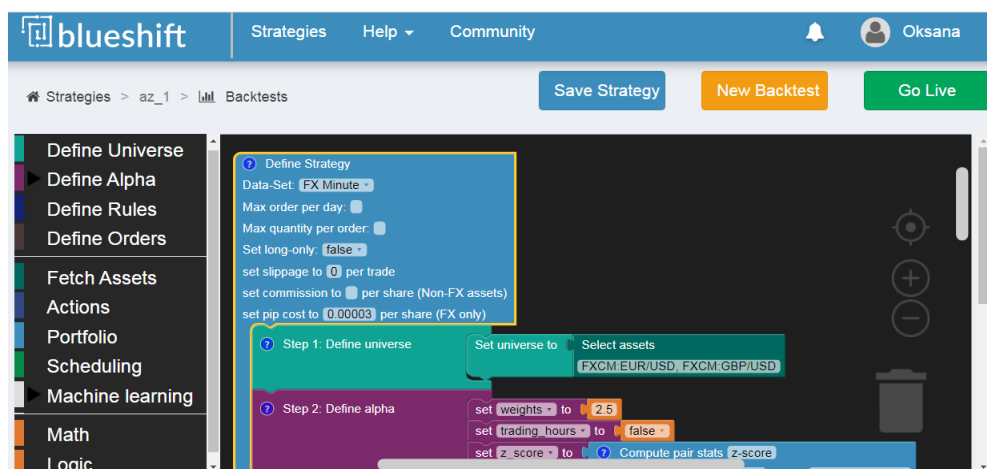 blueshift Strategies Help Community Oksana
Strategies > az_1 > Backtests Save Strategy New Backtest Go Live
Define Universe
Define Alpha
Define Rules
Define Orders
Fetch Assets
Actions
Portfolio
Scheduling
Machine learning
Math
Logic
? Define Strategy
Data-Set: FX Minute
Max order per day:
Max quantity per order:
Set long-only: false
set slippage to 0 per trade
set commission to per share (Non-FX assets)
set pip cost to 0.00003 per share (FX only)
? Step 1: Define universe Set universe to Select assets
FXCM:EUR/USD, FXCM:GBP/USD
? Step 2: Define alpha set weights to 2.5
set trading_hours to false
set z_score to ? Compute pair stats z-score